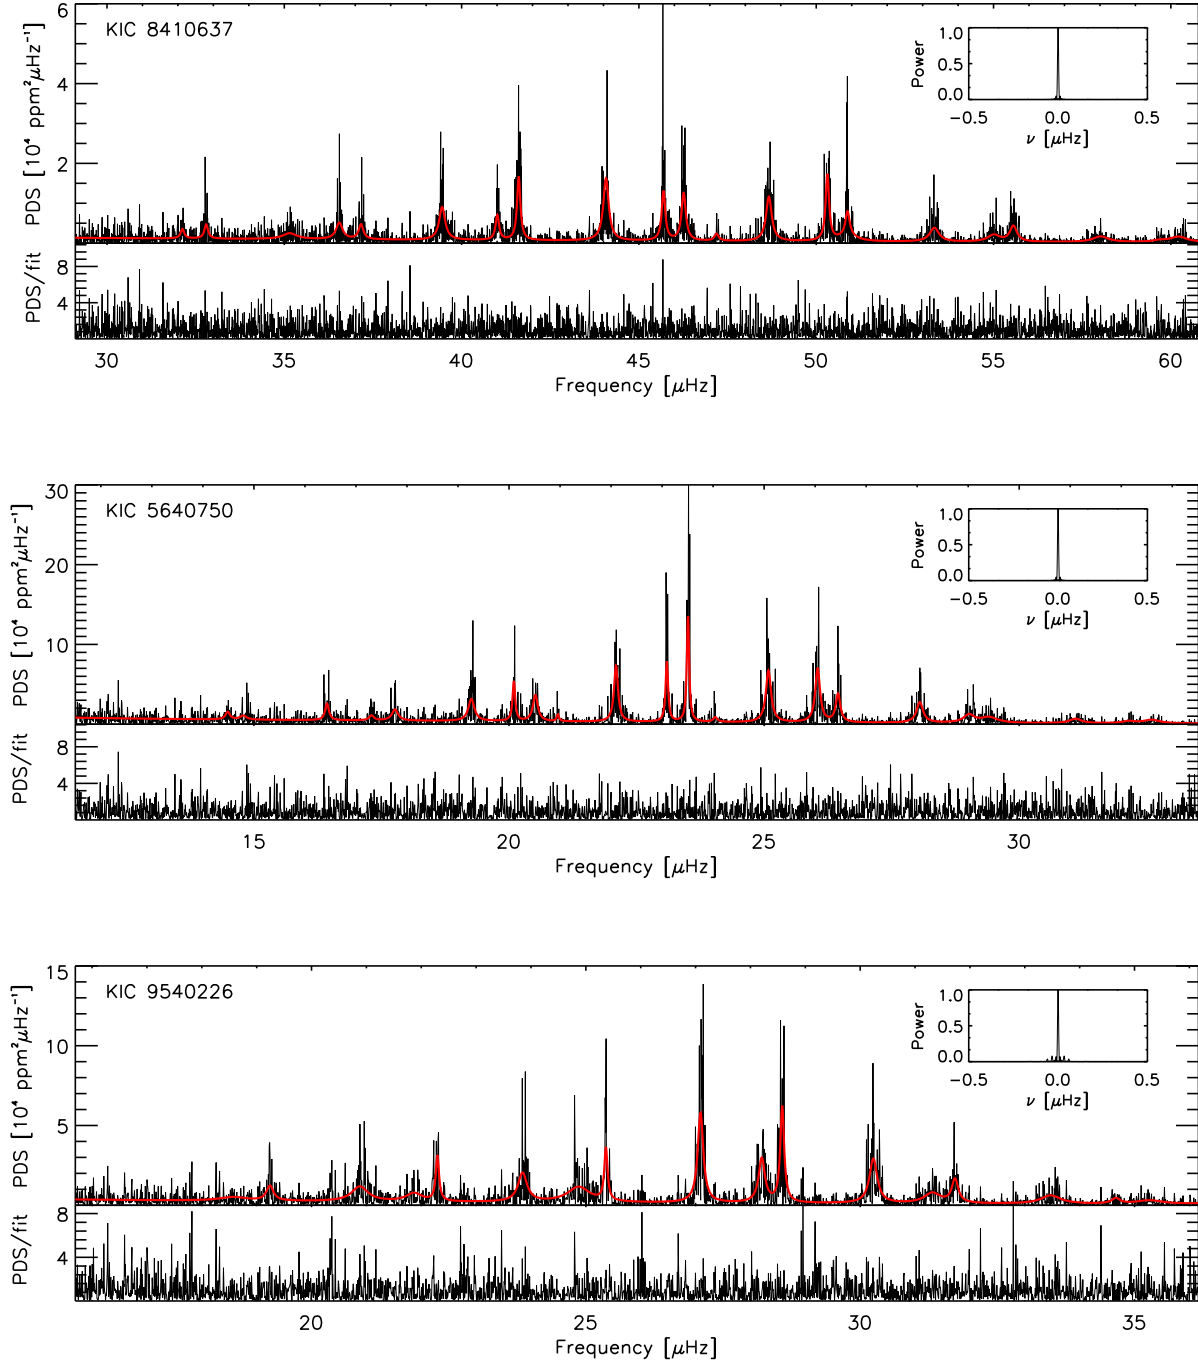 KIC 8410637
PDS [10⁴ ppm²μHz⁻¹]
6
4
2
PDS/fit
8
4
30 35 40 45 50 55 60
Frequency [μHz]
Power
1.0
0.5
0.0
−0.5 0.0 0.5
ν [μHz]
KIC 5640750
PDS [10⁴ ppm²μHz⁻¹]
30
20
10
PDS/fit
8
4
15 20 25 30
Frequency [μHz]
Power
1.0
0.5
0.0
−0.5 0.0 0.5
ν [μHz]
KIC 9540226
PDS [10⁴ ppm²μHz⁻¹]
15
10
5
PDS/fit
8
4
20 25 30 35
Frequency [μHz]
Power
1.0
0.5
0.0
−0.5 0.0 0.5
ν [μHz]